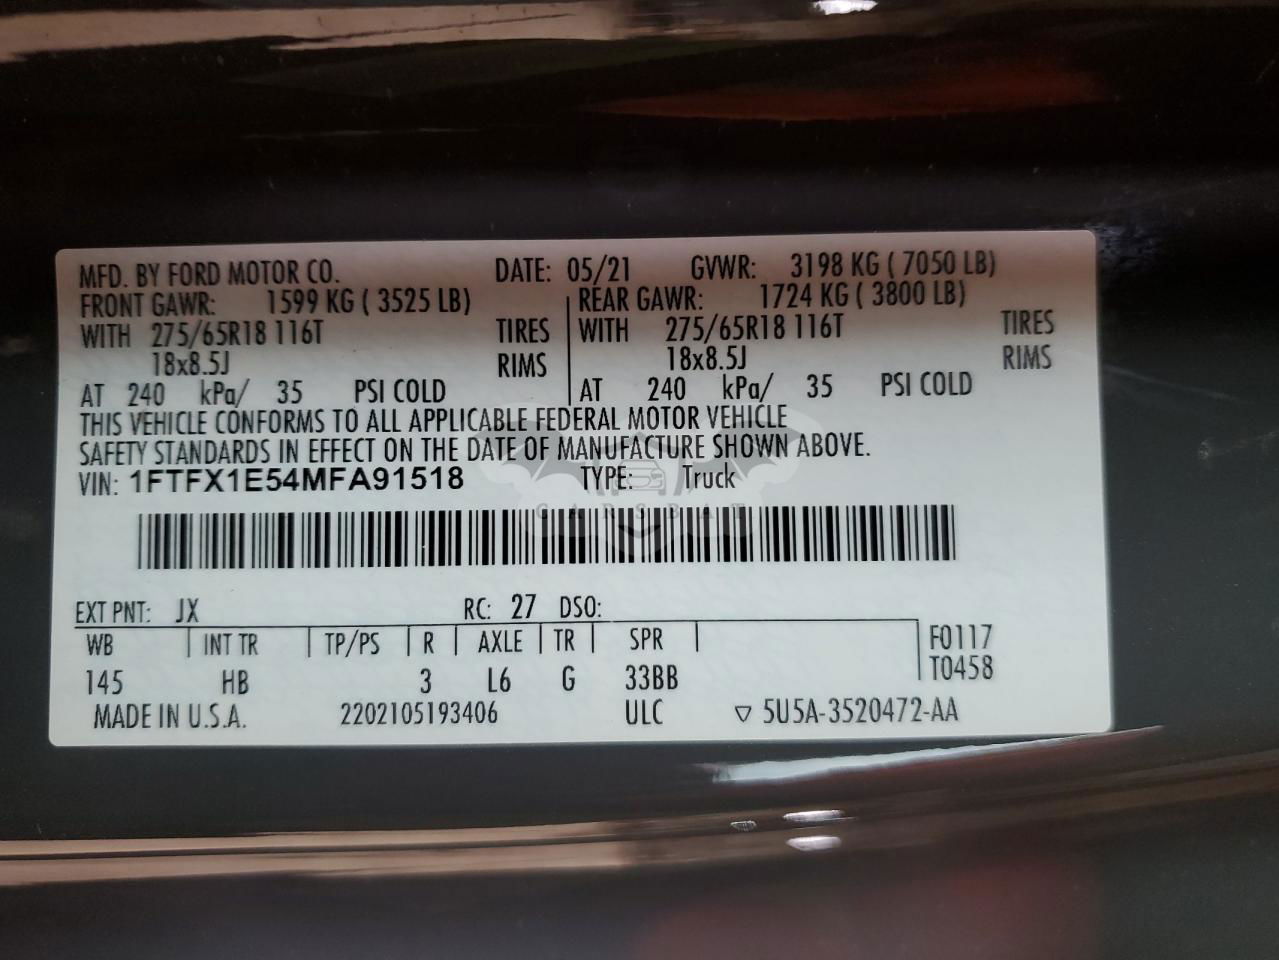 MFD. BY FORD MOTOR CO. DATE: 05/21 GVWR: 3198 KG ( 7050 LB)
FRONT GAWR: 1599 KG ( 3525 LB) REAR GAWR: 1724 KG ( 3800 LB)
WITH 275/65R18 116T TIRES WITH 275/65R18 116T TIRES
18x8.5J RIMS 18x8.5J RIMS
AT 240 kPa/ 35 PSI COLD AT 240 kPa/ 35 PSI COLD
THIS VEHICLE CONFORMS TO ALL APPLICABLE FEDERAL MOTOR VEHICLE
SAFETY STANDARDS IN EFFECT ON THE DATE OF MANUFACTURE SHOWN ABOVE.
VIN: 1FTFX1E54MFA91518 TYPE: Truck
CARSBAT
EXT PNT: JX RC: 27 DSO:
WB INT TR TP/PS R AXLE TR SPR F0117
145 HB 3 L6 G 33BB T0458
MADE IN U.S.A. 2202105193406 ULC ▽ 5U5A-3520472-AA